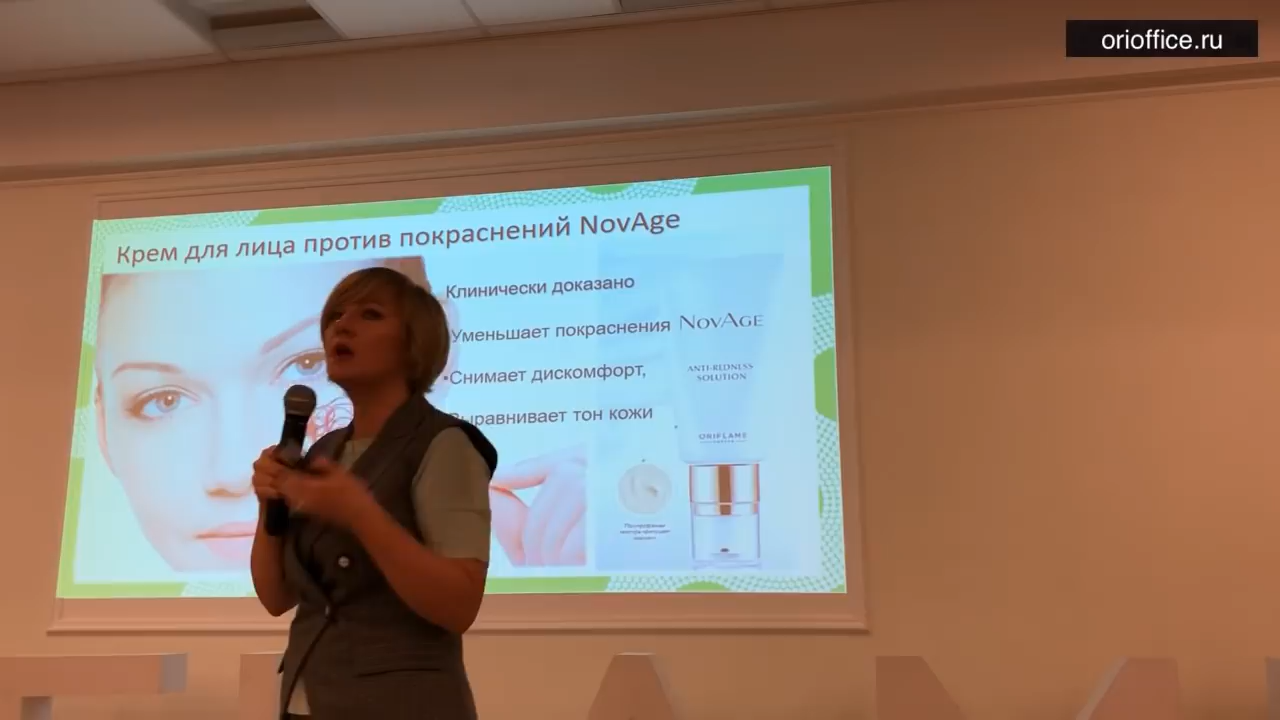 orioffice.ru
Крем для лица против покраснений NovAge
Клинически доказано
Уменьшает покраснения
•Снимает дискомфорт,
Выравнивает тон кожи
NOVAGE
ANTI-REDNESS
SOLUTION
ORIFLAME